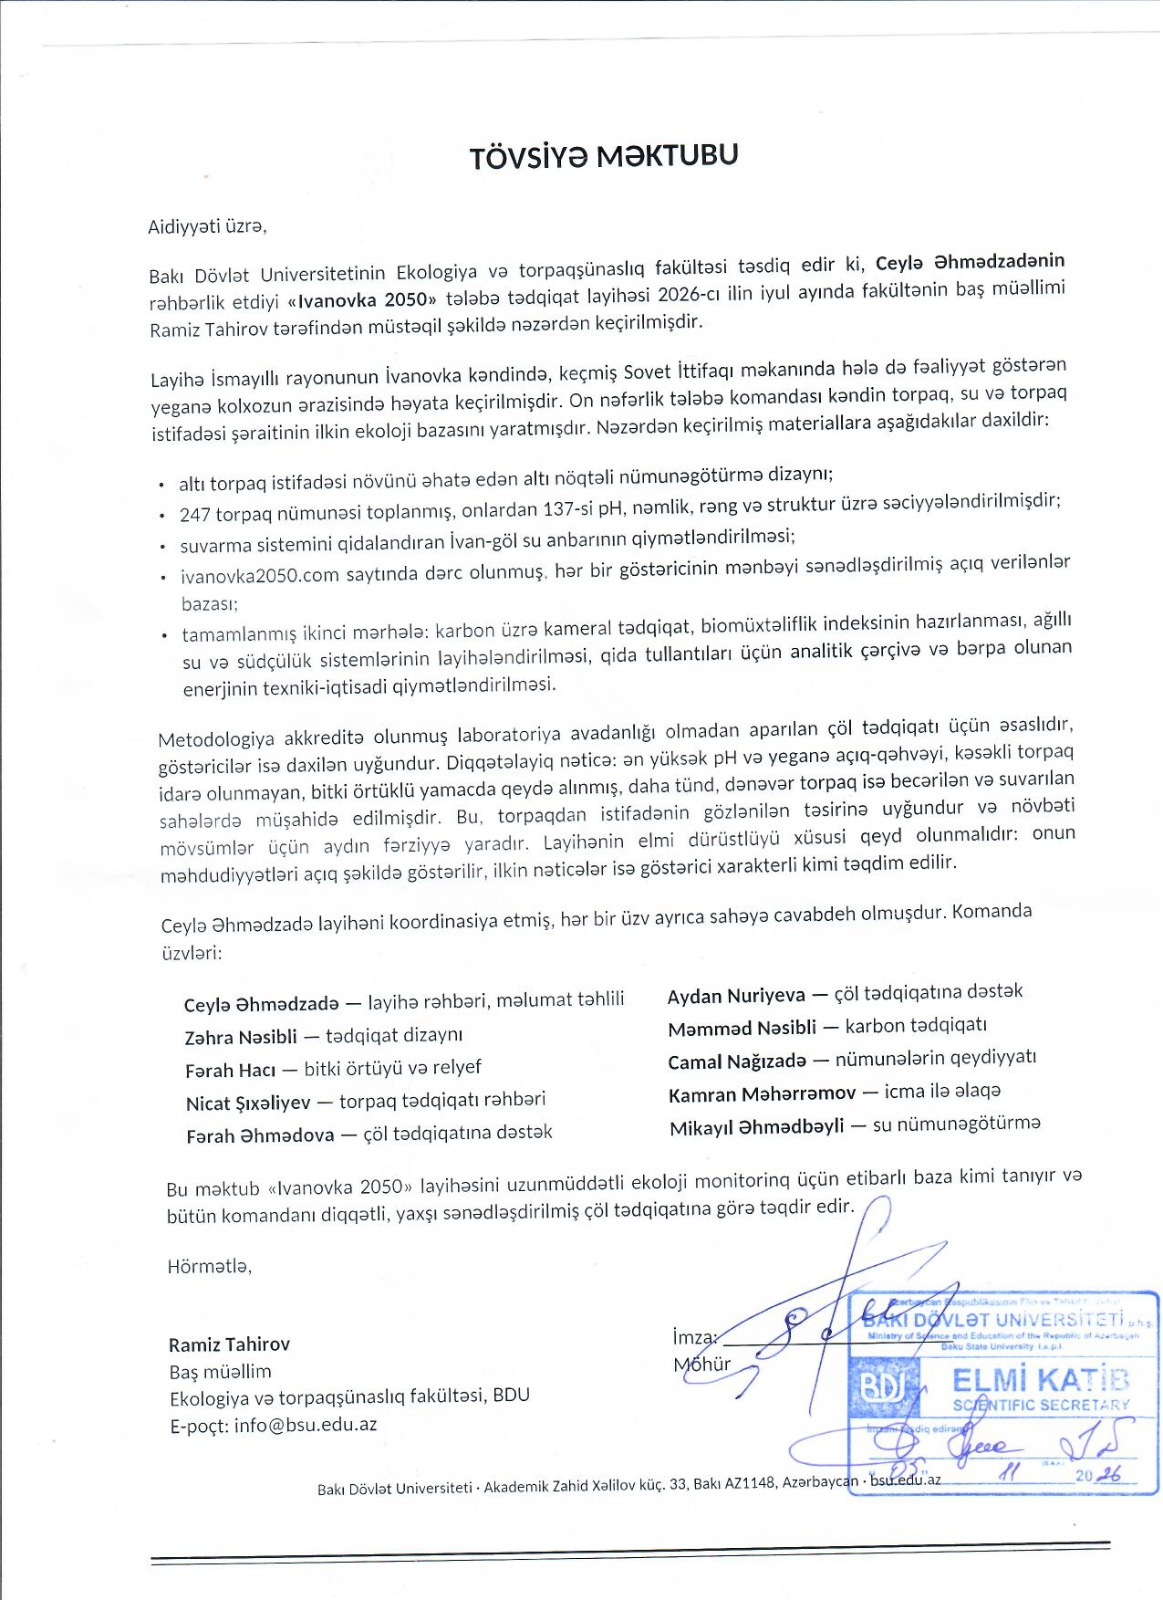 TÖVSİYƏ MƏKTUBU
Aidiyyəti üzrə,
Bakı Dövlət Universitetinin Ekologiya və torpaqşünaslıq fakültəsi təsdiq edir ki, Ceylə Əhmədzadənin
rəhbərlik etdiyi «Ivanovka 2050» tələbə tədqiqat layihəsi 2026-cı ilin iyul ayında fakültənin baş müəllimi
Ramiz Tahirov tərəfindən müstəqil şəkildə nəzərdən keçirilmişdir.
Layihə İsmayıllı rayonunun İvanovka kəndində, keçmiş Sovet İttifaqı məkanında hələ də fəaliyyət göstərən
yeganə kolxozun ərazisində həyata keçirilmişdir. On nəfərlik tələbə komandası kəndin torpaq, su və torpaq
istifadəsi şəraitinin ilkin ekoloji bazasını yaratmışdır. Nəzərdən keçirilmiş materiallara aşağıdakılar daxildir:
• altı torpaq istifadəsi növünü əhatə edən altı nöqtəli nümunəgötürmə dizaynı;
• 247 torpaq nümunəsi toplanmış, onlardan 137-si pH, nəmlik, rəng və struktur üzrə səciyyələndirilmişdir;
• suvarma sistemini qidalandıran İvan-göl su anbarının qiymətləndirilməsi;
• ivanovka2050.com saytında dərc olunmuş, hər bir göstəricinin mənbəyi sənədləşdirilmiş açıq verilənlər
bazası;
• tamamlanmış ikinci mərhələ: karbon üzrə kameral tədqiqat, biomüxtəliflik indeksinin hazırlanması, ağıllı
su və südçülük sistemlərinin layihələndirilməsi, qida tullantıları üçün analitik çərçivə və bərpa olunan
enerjinin texniki-iqtisadi qiymətləndirilməsi.
Metodologiya akkreditə olunmuş laboratoriya avadanlığı olmadan aparılan çöl tədqiqatı üçün əsaslıdır,
göstəricilər isə daxilən uyğundur. Diqqətəlayiq nəticə: ən yüksək pH və yeganə açıq-qəhvəyi, kəsəkli torpaq
idarə olunmayan, bitki örtüklü yamacda qeydə alınmış, daha tünd, dənəvər torpaq isə becərilən və suvarılan
sahələrdə müşahidə edilmişdir. Bu, torpaqdan istifadənin gözlənilən təsirinə uyğundur və növbəti
mövsümlər üçün aydın fərziyyə yaradır. Layihənin elmi dürüstlüyü xüsusi qeyd olunmalıdır: onun
məhdudiyyətləri açıq şəkildə göstərilir, ilkin nəticələr isə göstərici xarakterli kimi təqdim edilir.
Ceylə Əhmədzadə layihəni koordinasiya etmiş, hər bir üzv ayrıca sahəyə cavabdeh olmuşdur. Komanda
üzvləri:
Ceylə Əhmədzadə — layihə rəhbəri, məlumat təhlili
Zəhra Nəsibli — tədqiqat dizaynı
Fərah Hacı — bitki örtüyü və relyef
Nicat Şıxəliyev — torpaq tədqiqatı rəhbəri
Fərah Əhmədova — çöl tədqiqatına dəstək
Aydan Nuriyeva — çöl tədqiqatına dəstək
Məmməd Nəsibli — karbon tədqiqatı
Camal Nağızadə — nümunələrin qeydiyyatı
Kamran Məhərrəmov — icma ilə əlaqə
Mikayıl Əhmədbəyli — su nümunəgötürmə
Bu məktub «Ivanovka 2050» layihəsini uzunmüddətli ekoloji monitorinq üçün etibarlı baza kimi tanıyır və
bütün komandanı diqqətli, yaxşı sənədləşdirilmiş çöl tədqiqatına görə təqdir edir.
Hörmətlə,
Ramiz Tahirov
Baş müəllim
Ekologiya və torpaqşünaslıq fakültəsi, BDU
E-poçt: info@bsu.edu.az
İmza:
Möhür
Azərbaycan Respublikasının Elm və Təhsil
BAKI DÖVLƏT UNİVERSİTETİ p.h.ş.
Ministry of Science and Education of the Republic of Azerbaijan
Baku State University l.e.p.l.
BDU
ELMİ KATİB
SCIENTIFIC SECRETARY
İmzanı təsdiq edirəm
"05" 11 2026
Bakı Dövlət Universiteti · Akademik Zahid Xəlilov küç. 33, Bakı AZ1148, Azərbaycan · bsu.edu.az